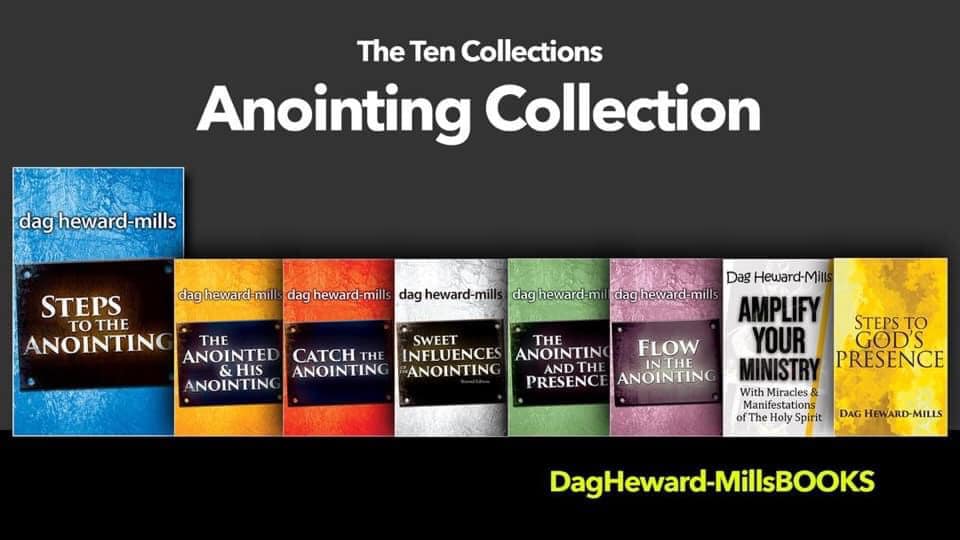 The Ten Collections
Anointing Collection
dag heward-mills
STEPS
TO THE
ANOINTING
dag heward-mills
THE
ANOINTED
& HIS
ANOINTING
dag heward-mills
CATCH THE
ANOINTING
dag heward-mills
SWEET
INFLUENCES
OF THE
ANOINTING
dag heward-mill
THE
ANOINTING
AND THE
PRESENCE
dag heward-mills
FLOW
IN THE
ANOINTING
Dag Heward-Mills
AMPLIFY
YOUR
MINISTRY
With Miracles &
Manifestations
of The Holy Spirit
STEPS TO
GOD'S
PRESENCE
DAG HEWARD-MILLS
DagHeward-MillsBOOKS